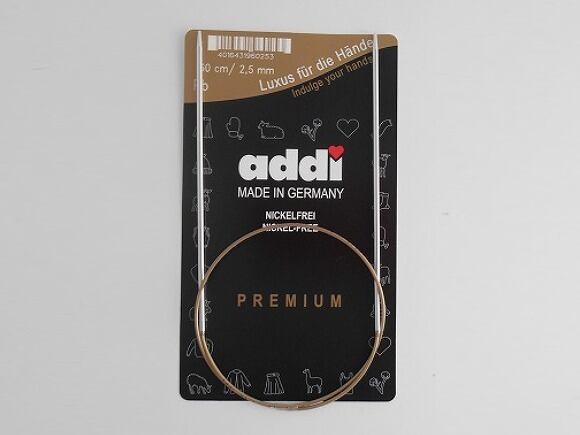 4016431960253
60 cm/ 2,5 mm
Luxus für die Hände
Indulge your hands
addi
MADE IN GERMANY
NICKELFREI
NICKEL-FREE
PREMIUM